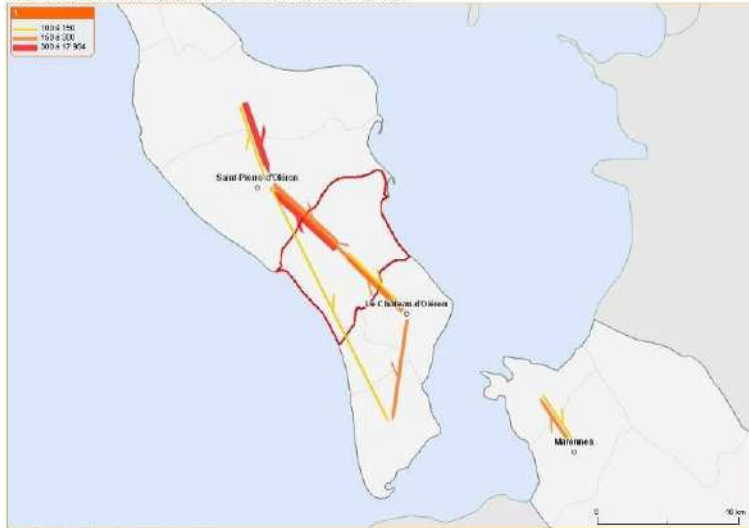 100 à 150
150 à 300
300 à 17 954
Saint-Pierre-d'Oléron
Le Château-d'Oléron
Marennes
0
10 km